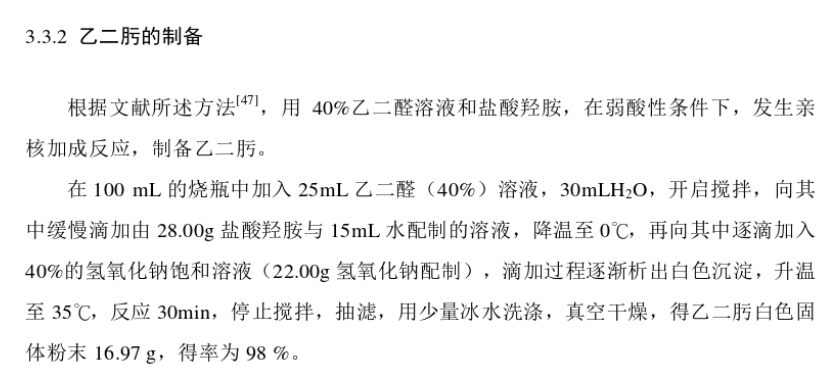 3.3.2 乙二肟的制备
根据文献所述方法[47]，用 40%乙二醛溶液和盐酸羟胺，在弱酸性条件下，发生亲
核加成反应，制备乙二肟。
在 100 mL 的烧瓶中加入 25mL 乙二醛（40%）溶液，30mLH₂O，开启搅拌，向其
中缓慢滴加由 28.00g 盐酸羟胺与 15mL 水配制的溶液，降温至 0℃，再向其中逐滴加入
40%的氢氧化钠饱和溶液（22.00g 氢氧化钠配制），滴加过程逐渐析出白色沉淀，升温
至 35℃，反应 30min，停止搅拌，抽滤，用少量冰水洗涤，真空干燥，得乙二肟白色固
体粉末 16.97 g，得率为 98 %。